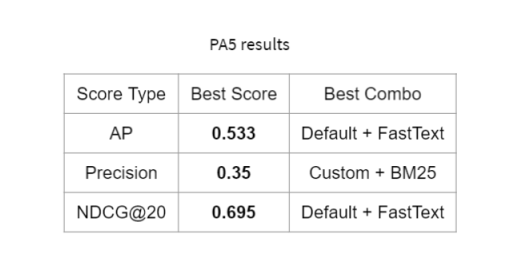 PA5 results
Score Type Best Score Best Combo
AP 0.533 Default + FastText
Precision 0.35 Custom + BM25
NDCG@20 0.695 Default + FastText